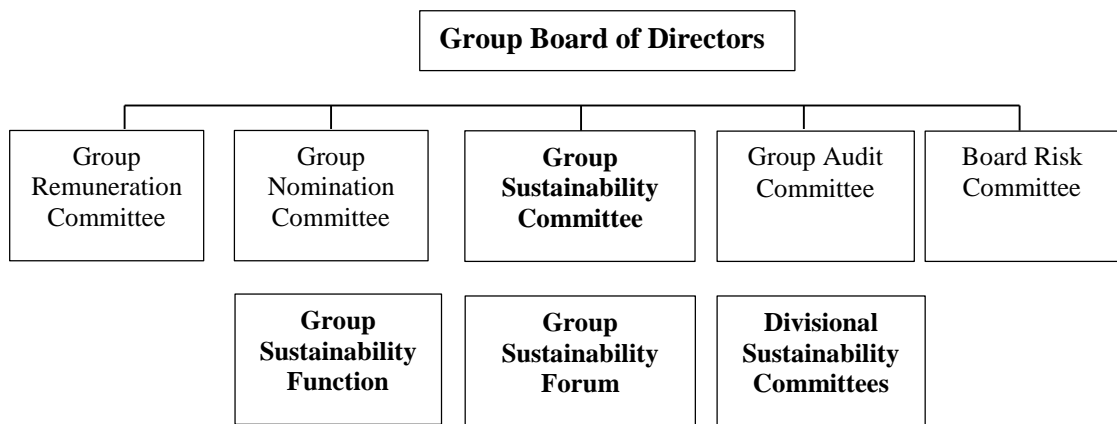 Group Board of Directors
Group
Remuneration
Committee
Group
Nomination
Committee
Group
Sustainability
Committee
Group Audit
Committee
Board Risk
Committee
Group
Sustainability
Function
Group
Sustainability
Forum
Divisional
Sustainability
Committees